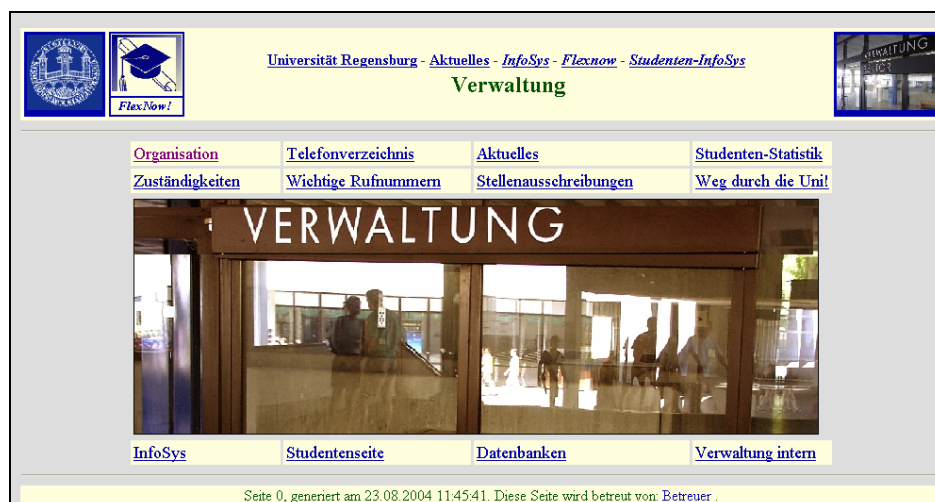 Universität Regensburg - Aktuelles - InfoSys - Flexnow - Studenten-InfoSys
Verwaltung
FlexNow!
VERWALTUNG
Organisation Telefonverzeichnis Aktuelles Studenten-Statistik
Zuständigkeiten Wichtige Rufnummern Stellenausschreibungen Weg durch die Uni!
VERWALTUNG
InfoSys Studentenseite Datenbanken Verwaltung intern
Seite 0, generiert am 23.08.2004 11:45:41. Diese Seite wird betreut von: Betreuer .